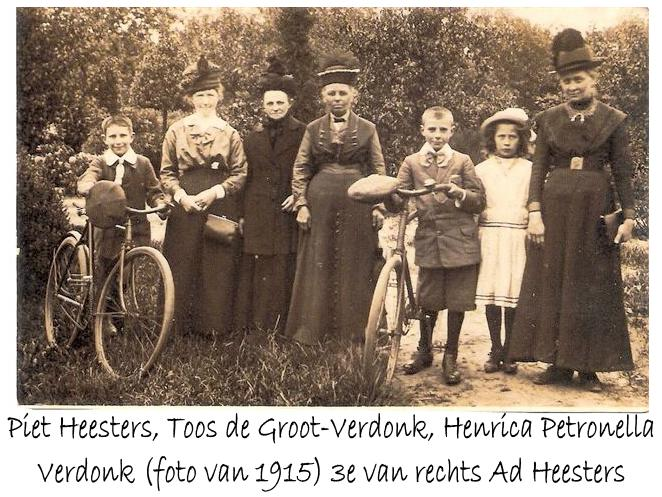 Piet Heesters, Toos de Groot-Verdonk, Henrica Petronella
Verdonk (foto van 1915) 3e van rechts Ad Heesters